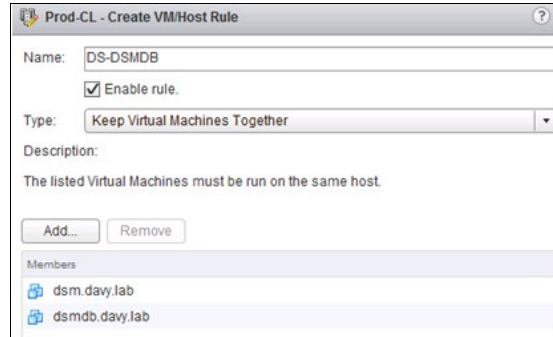 Prod-CL - Create VM/Host Rule ?
Name: DS-DSMDB
Enable rule.
Type: Keep Virtual Machines Together
Description:
The listed Virtual Machines must be run on the same host.
Add... Remove
Members
dsm.davy.lab
dsmdb.davy.lab